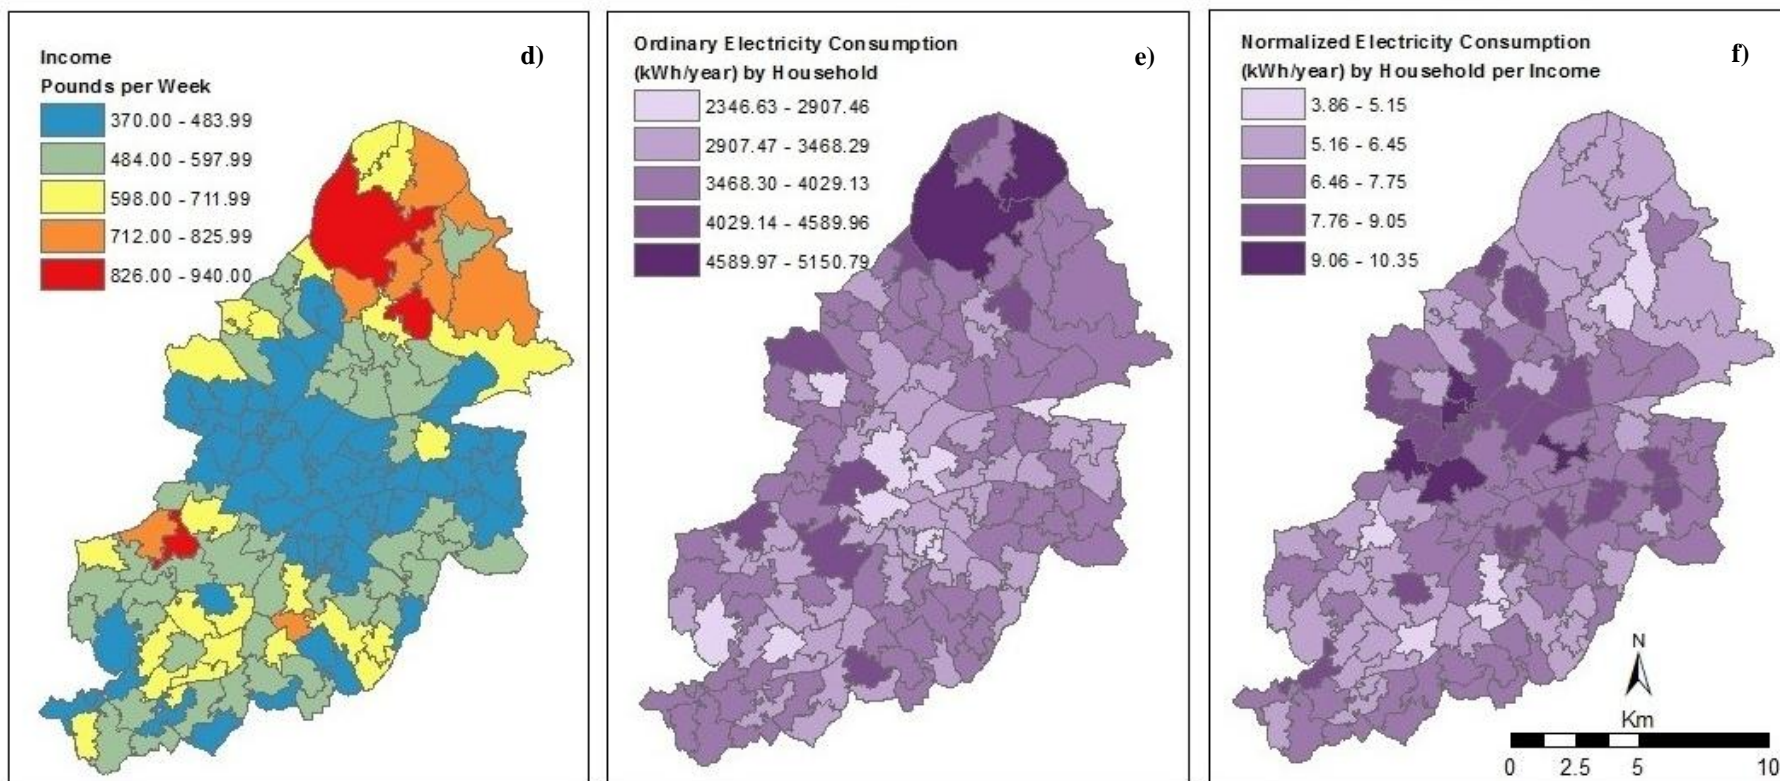 Income
d)
Pounds per Week
370.00 - 483.99
484.00 - 597.99
598.00 - 711.99
712.00 - 825.99
826.00 - 940.00
Ordinary Electricity Consumption
e)
(kWh/year) by Household
2346.63 - 2907.46
2907.47 - 3468.29
3468.30 - 4029.13
4029.14 - 4589.96
4589.97 - 5150.79
Normalized Electricity Consumption
f)
(kWh/year) by Household per Income
3.86 - 5.15
5.16 - 6.45
6.46 - 7.75
7.76 - 9.05
9.06 - 10.35
N
Km
0 2.5 5 10